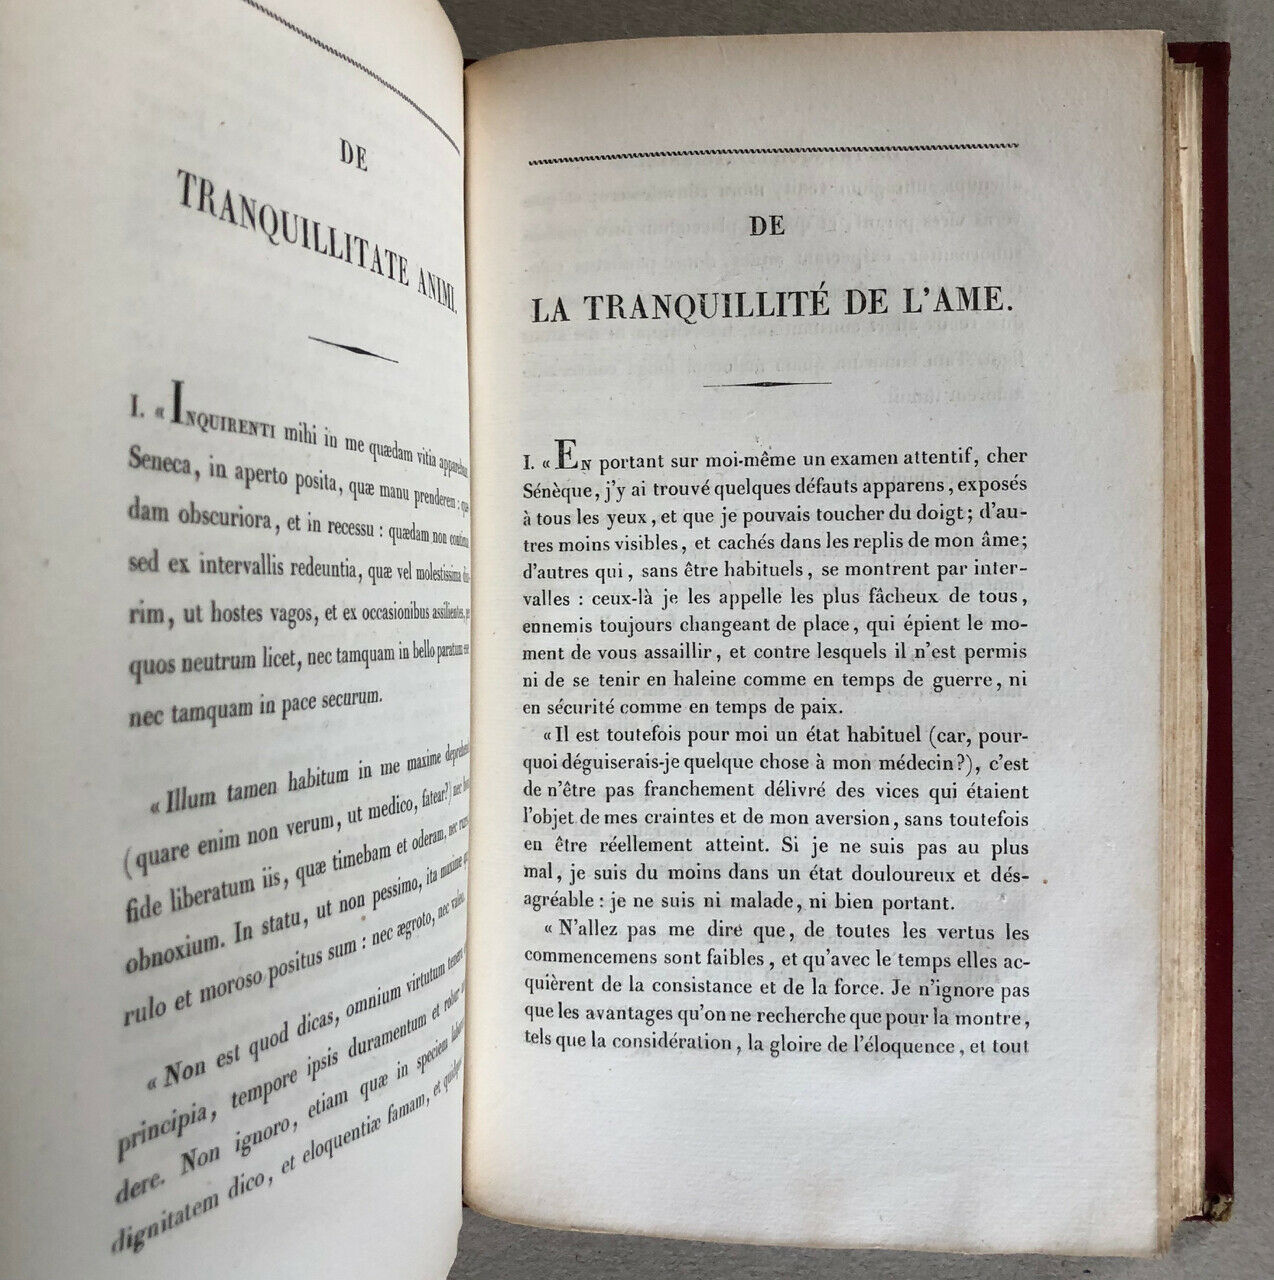 DE
TRANQUILLITATE ANIMI.
I. « INQUIRENTI mihi in me quædam vitia apparebant
Seneca, in aperto posita, quæ manu prenderem:
dam obscuriora, et in recessu: quædam non
sed ex intervallis redeuntia, quæ vel molestissima
rim, ut hostes vagos, et ex occasionibus assilientes, per
quos neutrum licet, nec tamquam in bello paratum esse
nec tamquam in pace securum.
« Illum tamen habitum in me maxime
(quare enim non verum, ut medico, fatear?) nec
fide liberatum iis, quæ timebam et oderam, nec
obnoxium. In statu, ut non pessimo, ita maxime
rulo et moroso positus sum: nec ægroto, nec valeo.
« Non est quod dicas, omnium virtutum tenera
principia, tempore ipsis duramentum et robur
dere. Non ignoro, etiam quæ in speciem
dignitatem dico, et eloquentiæ famam, et
DE
LA TRANQUILLITÉ DE L'AME.
I. « EN portant sur moi-même un examen attentif, cher
Sénèque, j'y ai trouvé quelques défauts apparens, exposés
à tous les yeux, et que je pouvais toucher du doigt; d'au-
tres moins visibles, et cachés dans les replis de mon âme;
d'autres qui, sans être habituels, se montrent par inter-
valles : ceux-là je les appelle les plus fâcheux de tous,
ennemis toujours changeant de place, qui épient le mo-
ment de vous assaillir, et contre lesquels il n'est permis
ni de se tenir en haleine comme en temps de guerre, ni
en sécurité comme en temps de paix.
« Il est toutefois pour moi un état habituel (car, pour-
quoi déguiserais-je quelque chose à mon médecin?), c'est
de n'être pas franchement délivré des vices qui étaient
l'objet de mes craintes et de mon aversion, sans toutefois
en être réellement atteint. Si je ne suis pas au plus
mal, je suis du moins dans un état douloureux et dés-
agréable : je ne suis ni malade, ni bien portant.
« N'allez pas me dire que, de toutes les vertus les
commencemens sont faibles, et qu'avec le temps elles ac-
quièrent de la consistance et de la force. Je n'ignore pas
que les avantages qu'on ne recherche que pour la montre,
tels que la considération, la gloire de l'éloquence, et tout